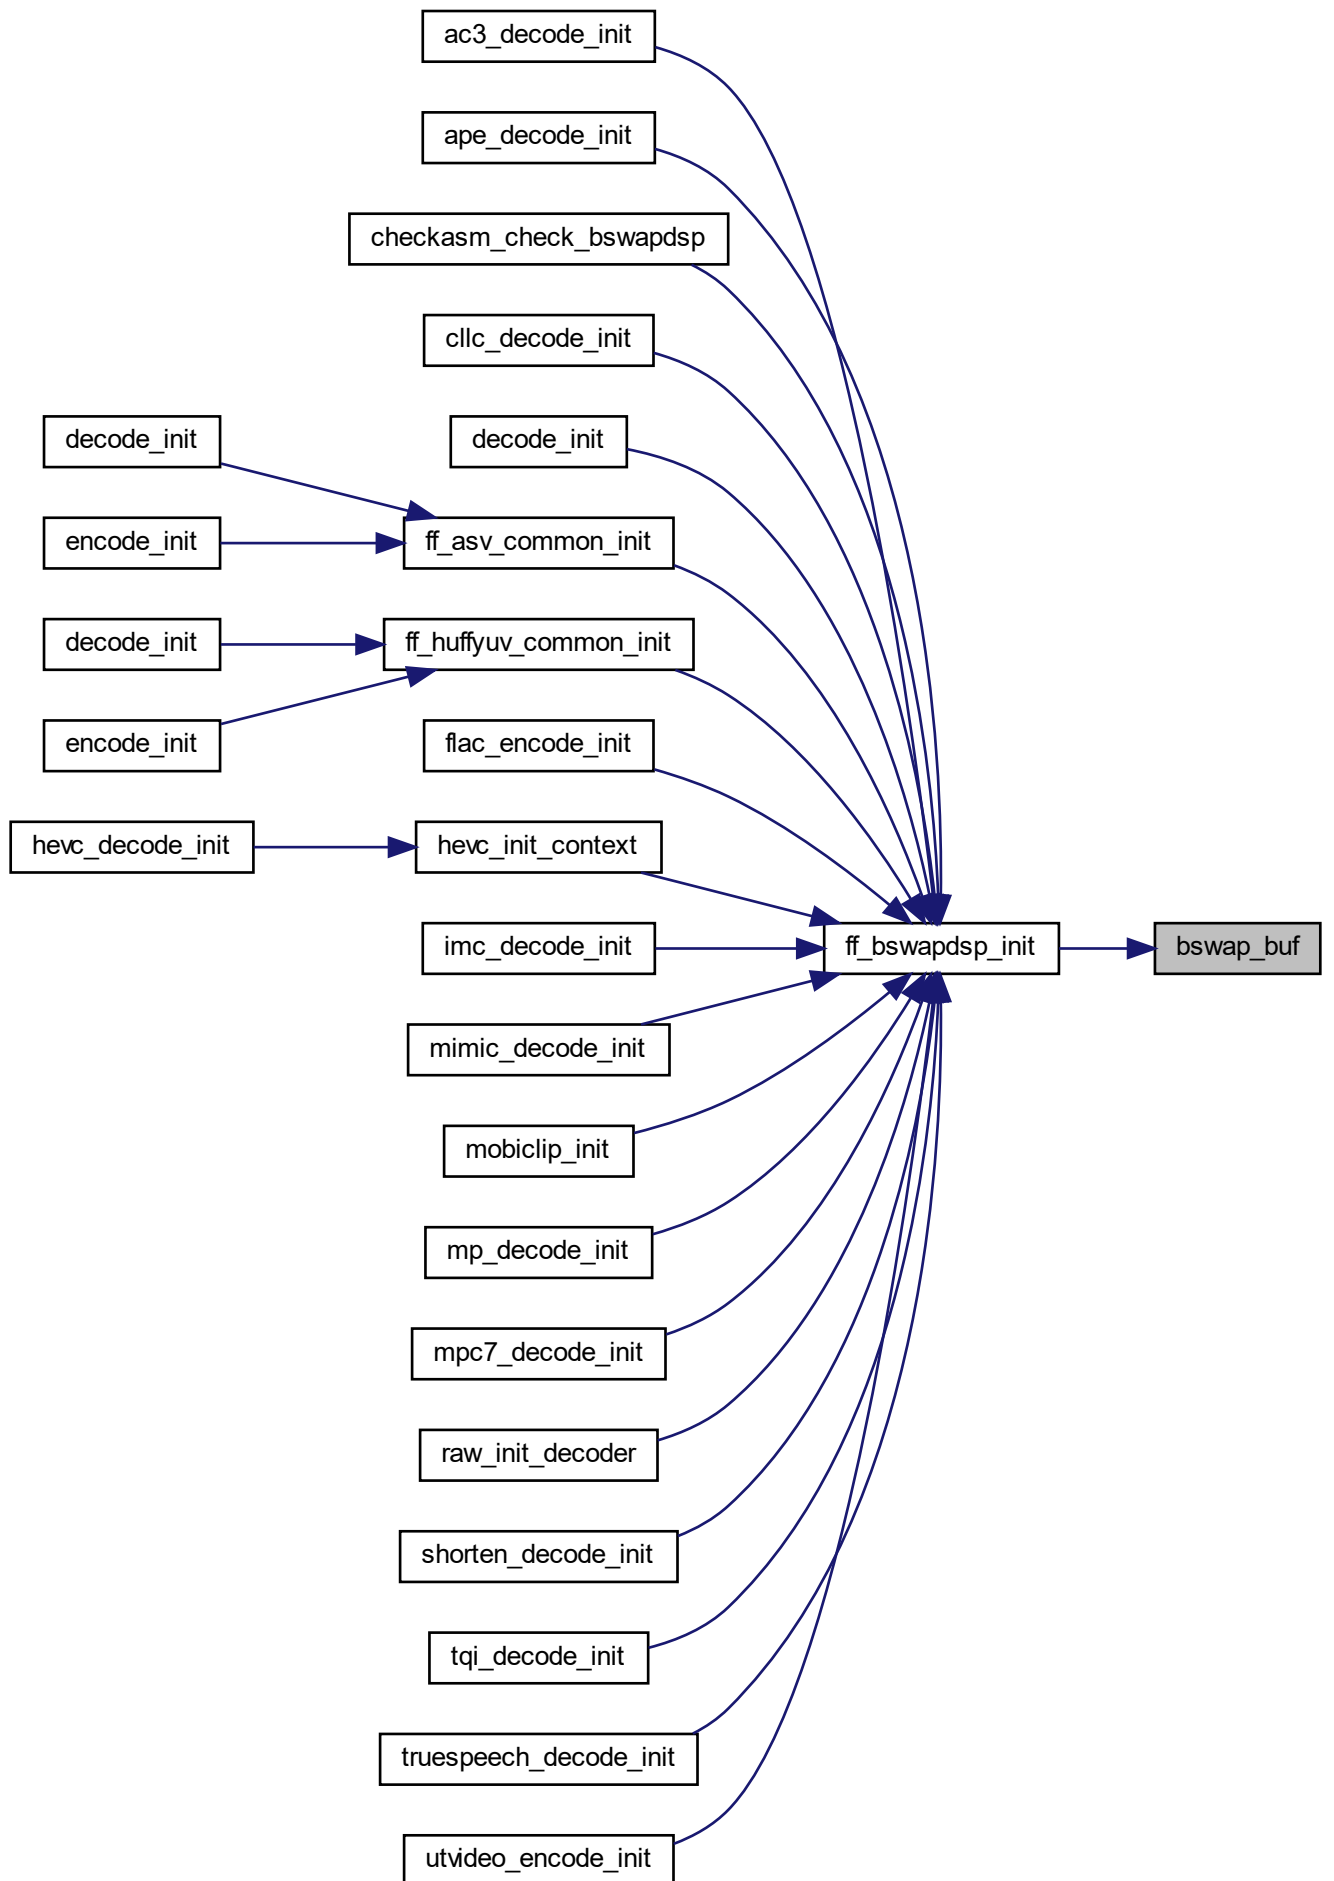 ac3_decode_init
ape_decode_init
checkasm_check_bswapdsp
cllc_decode_init
decode_init
decode_init
encode_init
ff_asv_common_init
decode_init
ff_huffyuv_common_init
encode_init
flac_encode_init
hevc_decode_init
hevc_init_context
imc_decode_init
ff_bswapdsp_init
bswap_buf
mimic_decode_init
mobiclip_init
mp_decode_init
mpc7_decode_init
raw_init_decoder
shorten_decode_init
tqi_decode_init
truespeech_decode_init
utvideo_encode_init